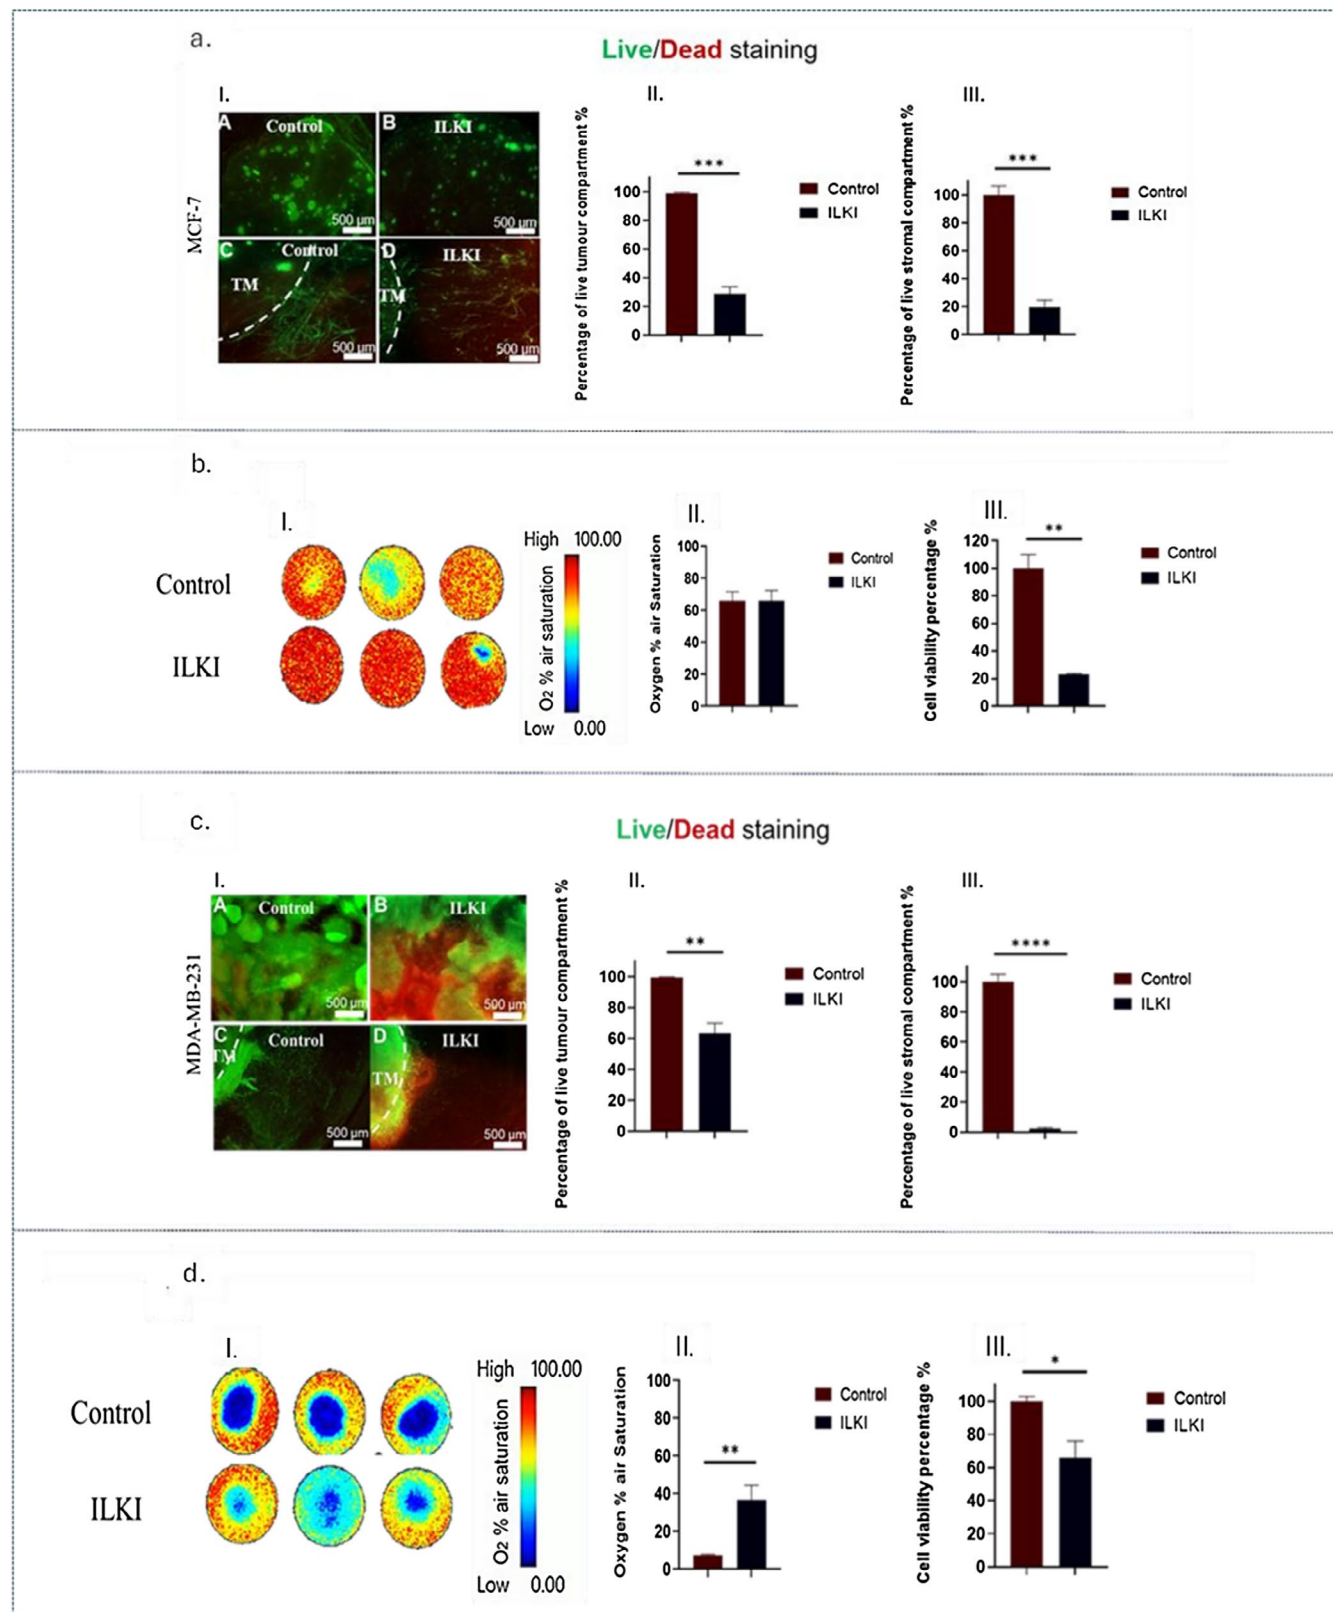 a.
Live/Dead staining
I.
II.
III.
MCF-7
A
Control
B
ILKI
500 µm
500 µm
C
Control
TM
D
ILKI
TM
500 µm
500 µm
Percentage of live tumour compartment %
100
80
60
40
20
0
***
Control
ILKI
Percentage of live stromal compartment %
100
80
60
40
20
0
***
Control
ILKI
b.
I.
Control
ILKI
High 100.00
O2 % air saturation
Low 0.00
II.
Oxygen % air Saturation
100
80
60
40
20
0
Control
ILKI
III.
Cell viability percentage %
120
100
80
60
40
20
0
**
Control
ILKI
c.
Live/Dead staining
I.
II.
III.
MDA-MB-231
A
Control
B
ILKI
500 µm
500 µm
C
Control
TM
D
ILKI
TM
500 µm
500 µm
Percentage of live tumour compartment %
100
80
60
40
20
0
**
Control
ILKI
Percentage of live stromal compartment %
100
80
60
40
20
0
****
Control
ILKI
d.
I.
Control
ILKI
High 100.00
O2 % air saturation
Low 0.00
II.
Oxygen % air Saturation
100
80
60
40
20
0
**
Control
ILKI
III.
Cell viability percentage %
100
80
60
40
20
0
*
Control
ILKI